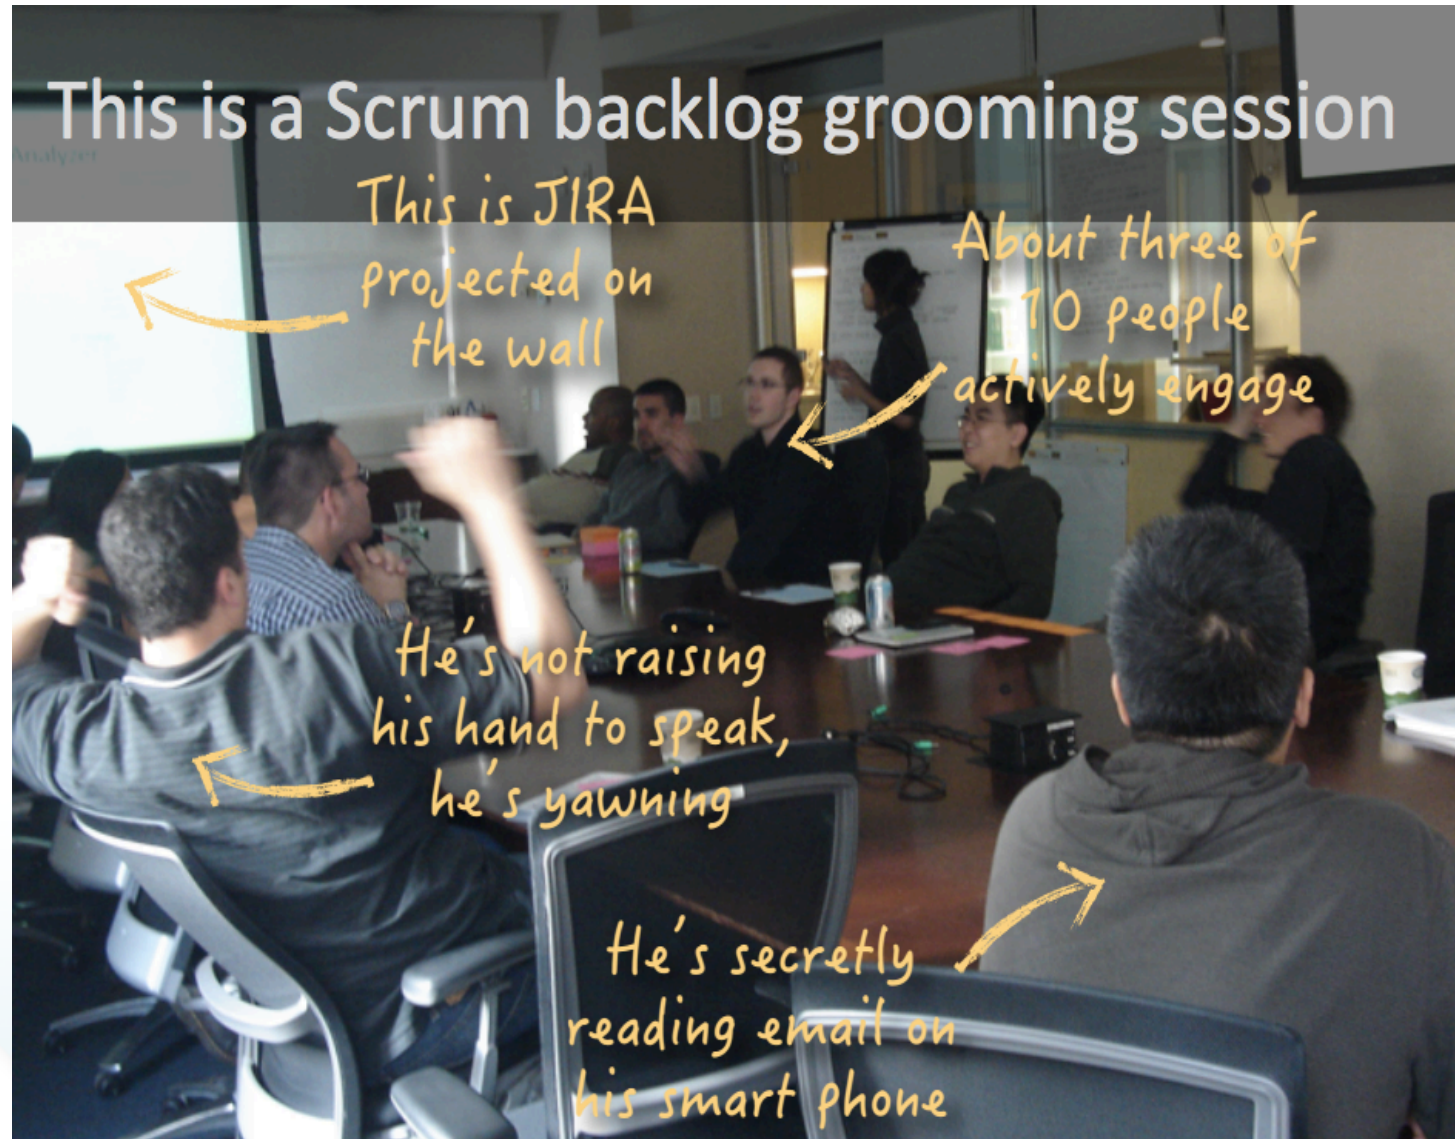 This is a Scrum backlog grooming session
Analyzer
This is JIRA
projected on
the wall
About three of
10 people
actively engage
He's not raising
his hand to speak,
he's yawning
He's secretly
reading email on
his smart phone